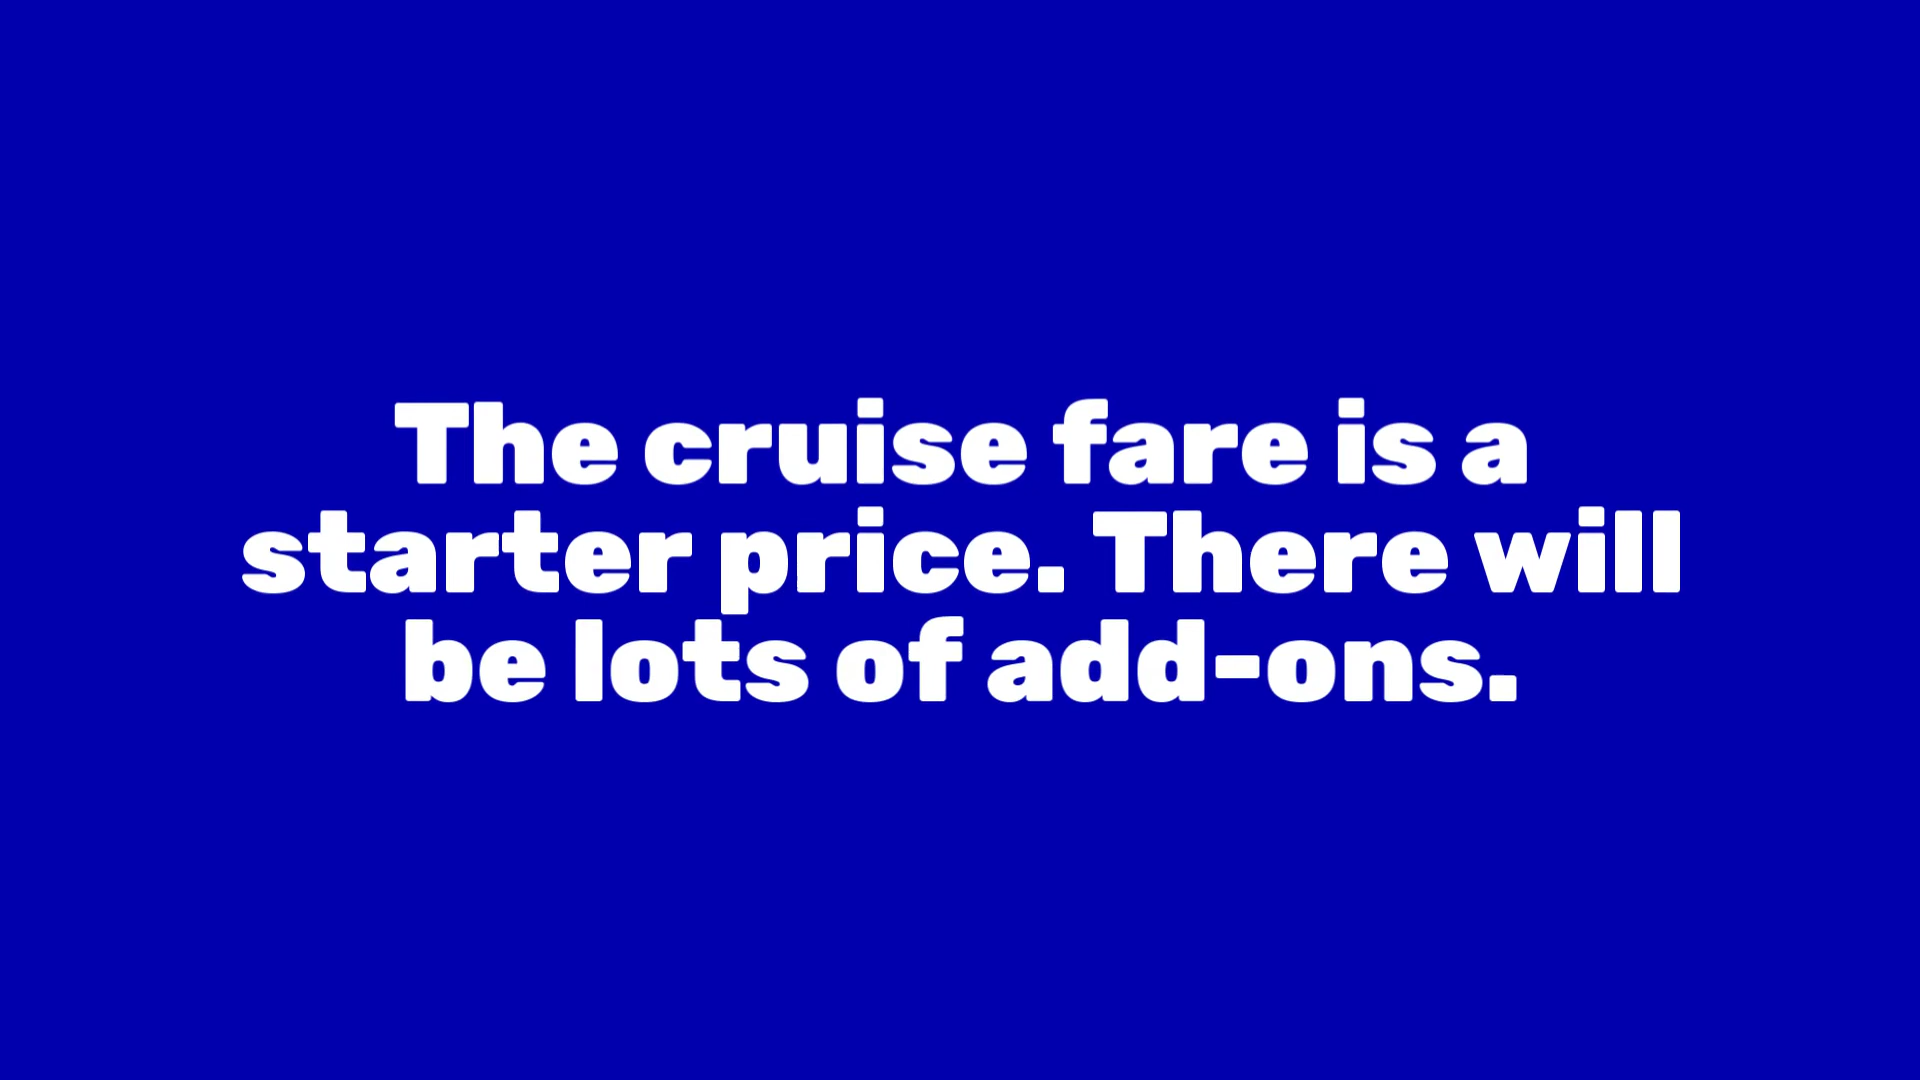 The cruise fare is a
starter price. There will
be lots of add-ons.